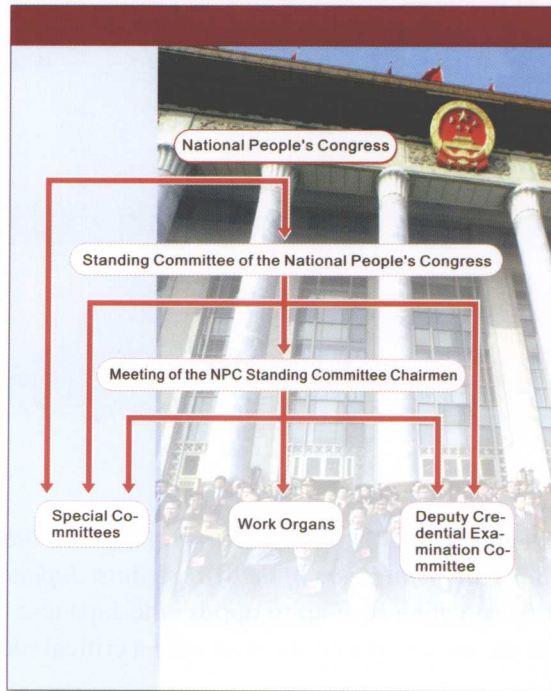 National People's Congress
Standing Committee of the National People's Congress
Meeting of the NPC Standing Committee Chairmen
Special Co-
mmittees
Work Organs
Deputy Cre-
dential Exa-
mination Co-
mmittee